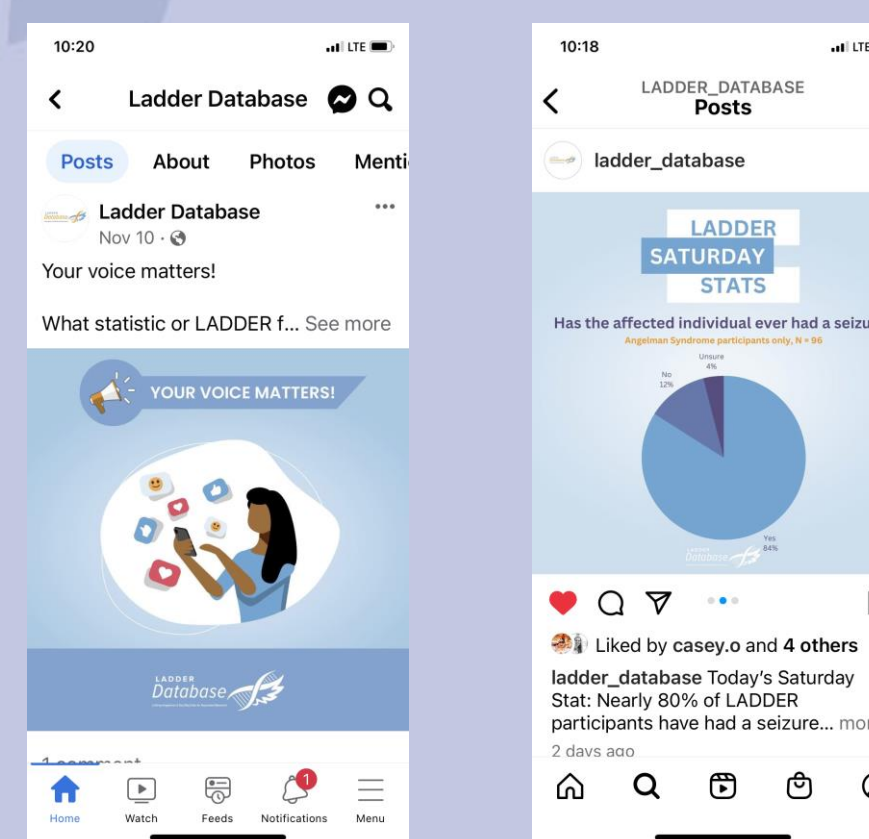 10:20
LTE
Ladder Database
Posts About Photos Menti
Ladder Database
Nov 10 ·
Your voice matters!
What statistic or LADDER f... See more
YOUR VOICE MATTERS!
LADDER
Database
1 comment
1
Home Watch Feeds Notifications Menu
10:18
LTE
LADDER_DATABASE
Posts
ladder_database
LADDER
SATURDAY
STATS
Has the affected individual ever had a seizu
Angelman Syndrome participants only, N = 96
Unsure
4%
No
12%
Yes
84%
LADDER
Database
Liked by casey.o and 4 others
ladder_database Today's Saturday
Stat: Nearly 80% of LADDER
participants have had a seizure... mor
2 days ago